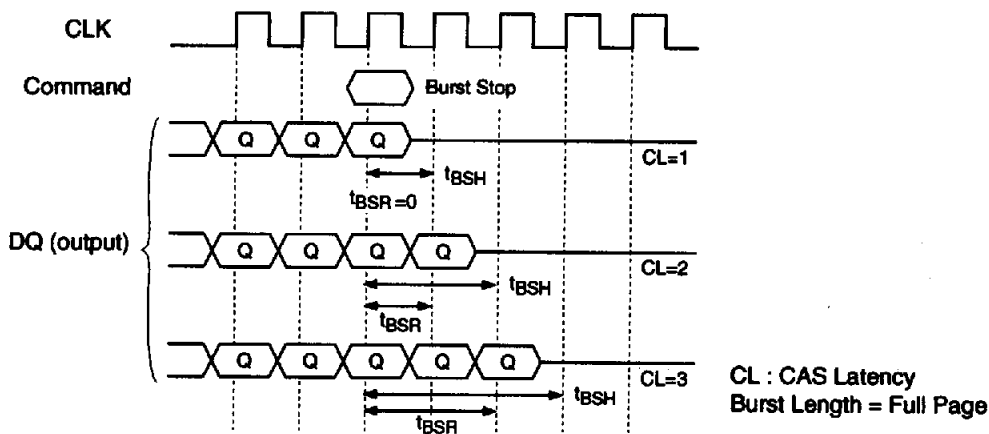 CLK
Command
Burst Stop
Q Q Q
CL=1
tBSH
tBSR=0
DQ (output)
Q Q Q Q
CL=2
tBSH
tBSR
Q Q Q Q Q
CL=3
tBSH
tBSR
CL : CAS Latency
Burst Length = Full Page